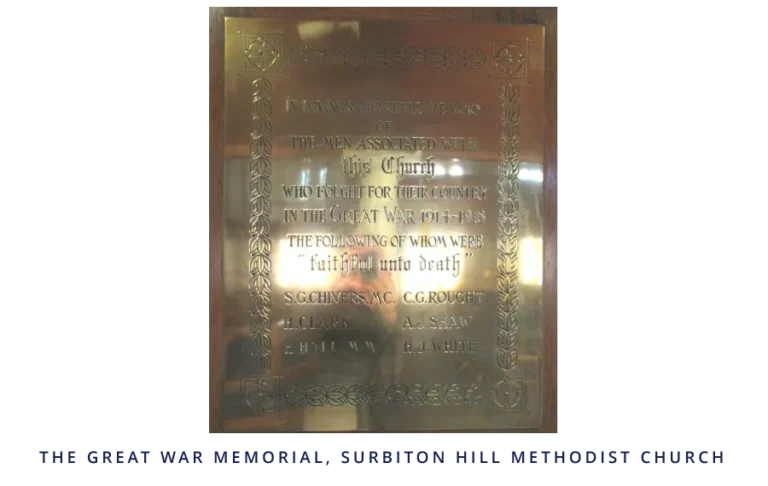 IN LOVING & GRATEFUL MEMORY
OF
THE MEN ASSOCIATED WITH
this Church
WHO FOUGHT FOR THEIR COUNTRY
IN THE GREAT WAR 1914-1918
THE FOLLOWING OF WHOM WERE
"faithful unto death"
S.G.CHIVERS, M.C. C.G.ROUGHT
H.CLARK A.J.SHAW
M.M. H.J.WHITE
THE GREAT WAR MEMORIAL, SURBITON HILL METHODIST CHURCH